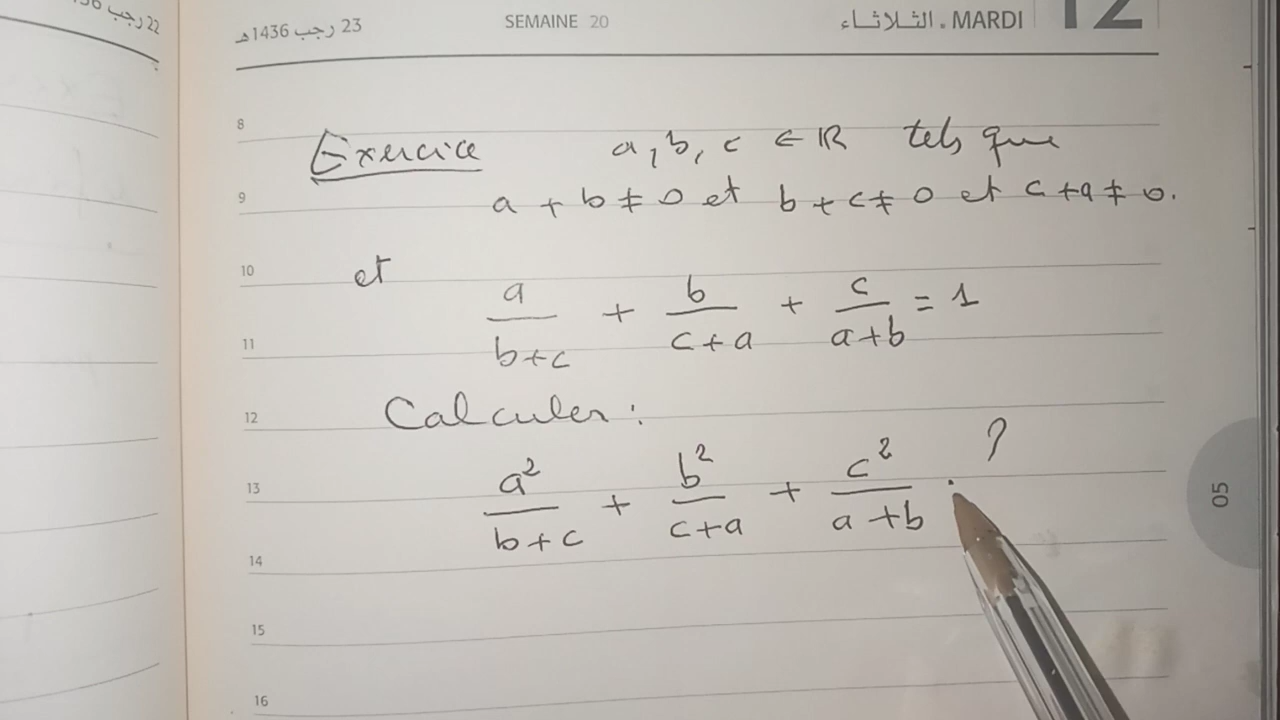 22 رجب
23 رجب 1436هـ SEMAINE 20 الثلاثاء . MARDI 12
8
Exercice a, b, c ∈ ℝ tels que
9
a + b ≠ 0 et b + c ≠ 0 et c + a ≠ 0.
10
et
a/(b+c) + b/(c+a) + c/(a+b) = 1
11
12
Calculer :
13
a²/(b+c) + b²/(c+a) + c²/(a+b) . ?
14
15
16
05